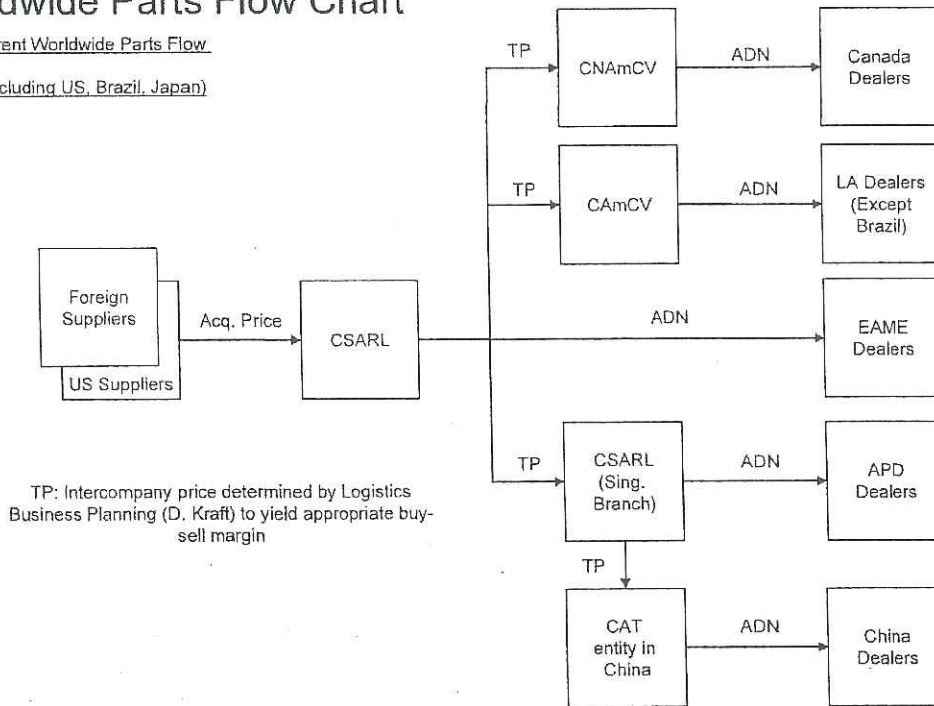 dwide Parts Flow Chart
rent Worldwide Parts Flow
cluding US, Brazil, Japan)
TP
CNAmCV
ADN
Canada
Dealers
TP
CAmCV
ADN
LA Dealers
(Except
Brazil)
Foreign
Suppliers
US Suppliers
Acq. Price
CSARL
ADN
EAME
Dealers
TP
CSARL
(Sing.
Branch)
ADN
APD
Dealers
TP: Intercompany price determined by Logistics
Business Planning (D. Kraft) to yield appropriate buy-
sell margin
TP
CAT
entity in
China
ADN
China
Dealers